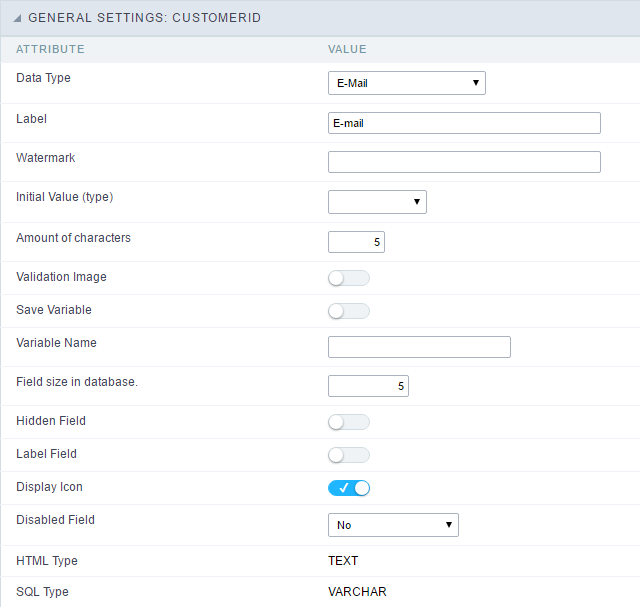 GENERAL SETTINGS: CUSTOMERID
ATTRIBUTE VALUE
Data Type E-Mail
Label E-mail
Watermark
Initial Value (type)
Amount of characters 5
Validation Image
Save Variable
Variable Name
Field size in database. 5
Hidden Field
Label Field
Display Icon
Disabled Field No
HTML Type TEXT
SQL Type VARCHAR